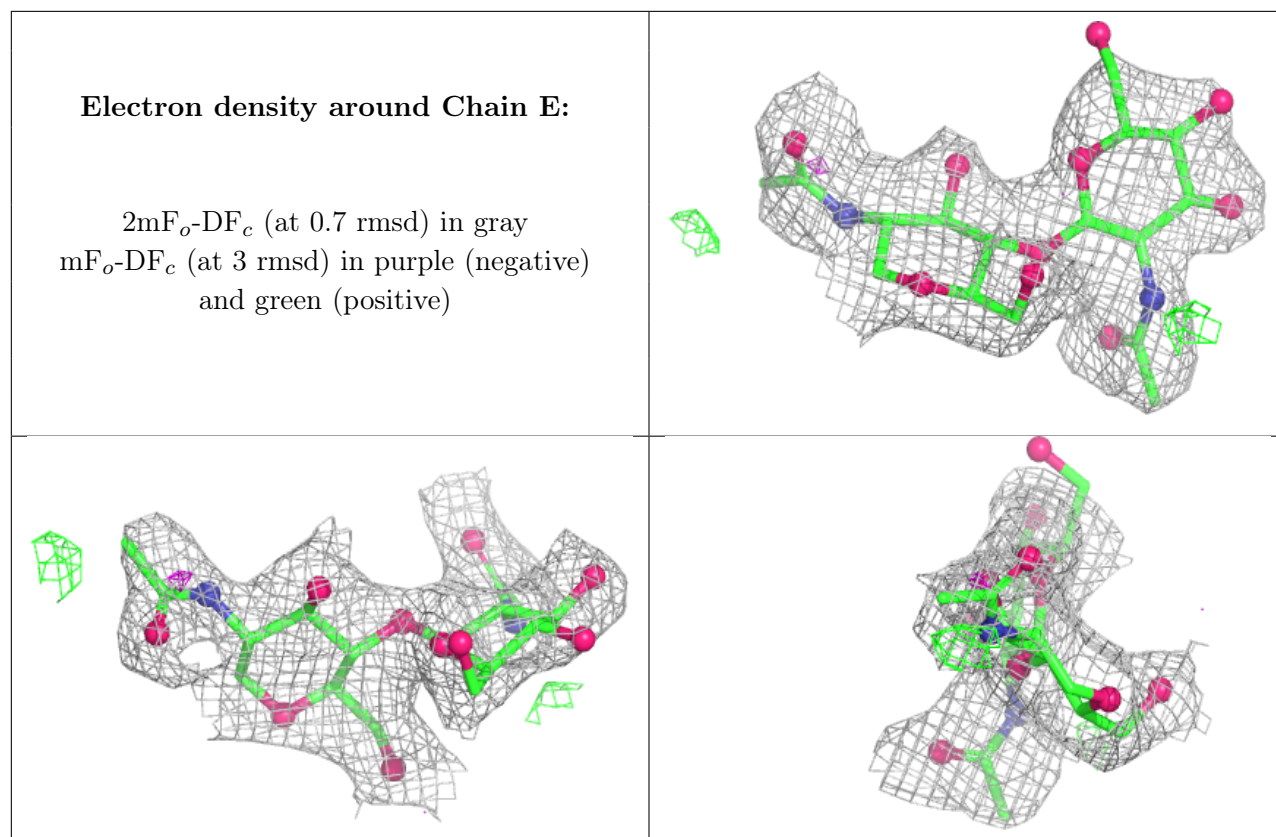 Electron density around Chain E:
2mFₒ-DF𝒸 (at 0.7 rmsd) in gray
mFₒ-DF𝒸 (at 3 rmsd) in purple (negative)
and green (positive)